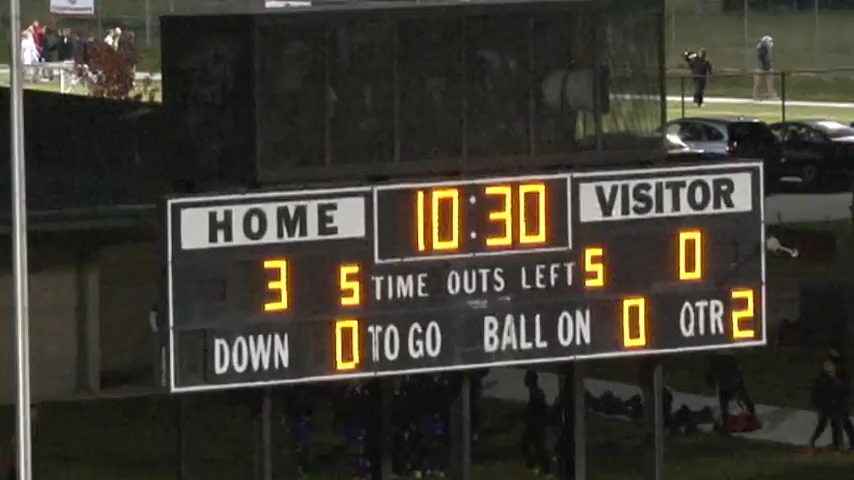 HOME 10:30 VISITOR
3 5 TIME OUTS LEFT 5 0
DOWN 0 TO GO BALL ON 0 QTR 2